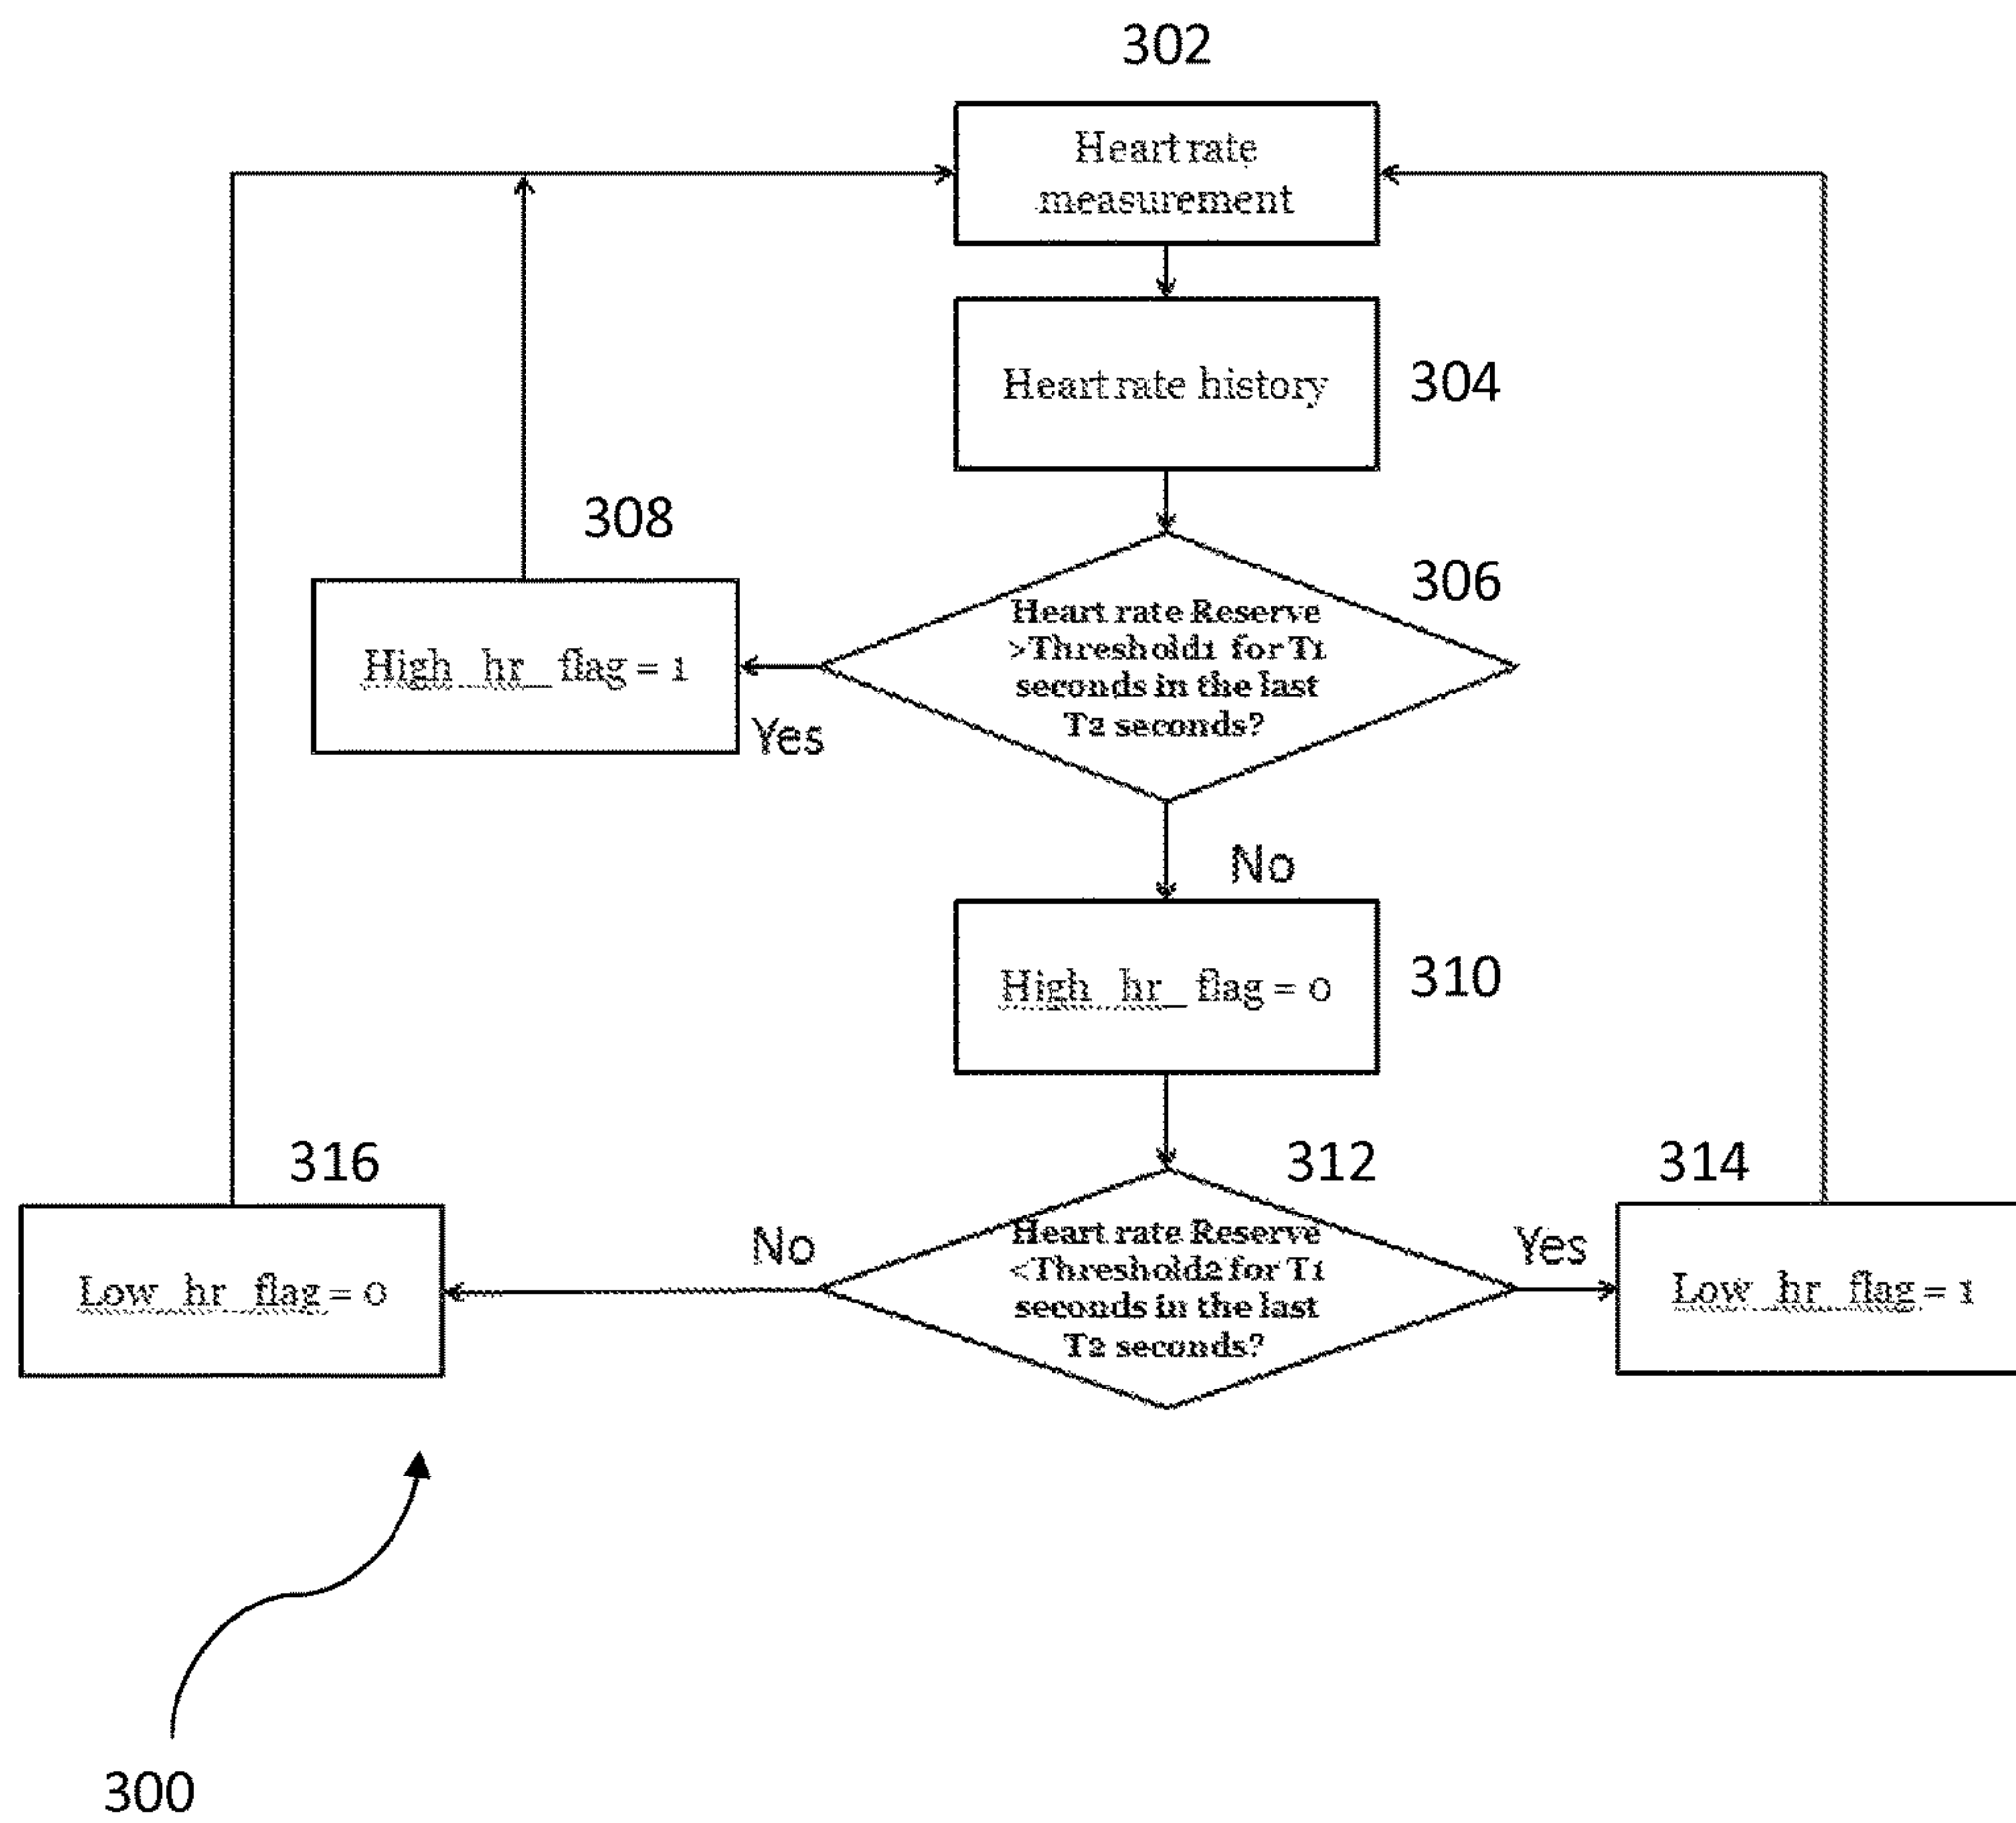 302
Heart rate
measurement
Heart rate history
304
308
306
Heart rate Reserve
>Threshold1 for T1
seconds in the last
T2 seconds?
High_hr_flag = 1
Yes
No
High_hr_flag = 0
310
316
312
314
No
Heart rate Reserve
<Threshold2 for T1
seconds in the last
T2 seconds?
Yes
Low_hr_flag = 0
Low_hr_flag = 1
300